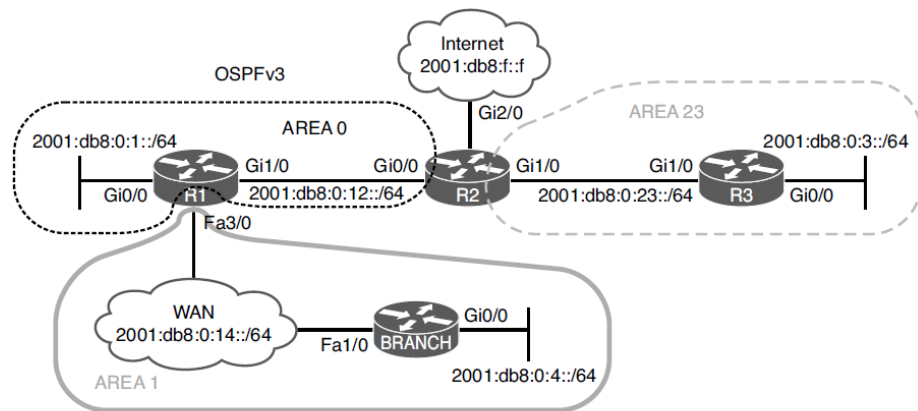 Internet
2001:db8:f::f
OSPFv3
Gi2/0
AREA 23
AREA 0
2001:db8:0:1::/64
2001:db8:0:3::/64
Gi1/0
Gi0/0
Gi1/0
Gi1/0
Gi0/0
R1
2001:db8:0:12::/64
R2
2001:db8:0:23::/64
R3
Gi0/0
Fa3/0
WAN
2001:db8:0:14::/64
Gi0/0
Fa1/0
BRANCH
AREA 1
2001:db8:0:4::/64